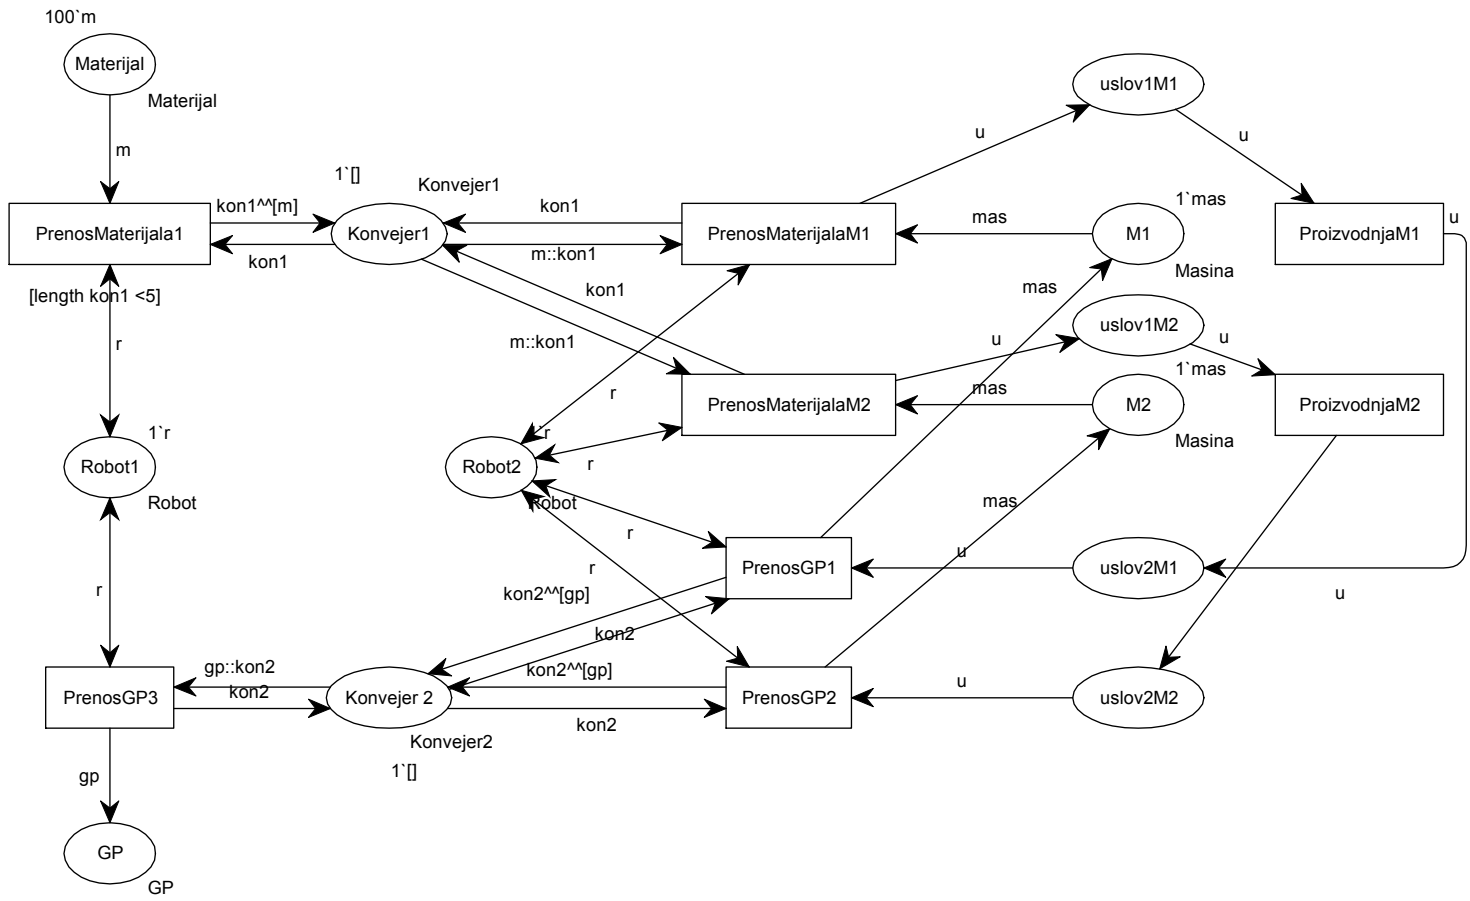 100`m
Materijal
Materijal
m
PrenosMaterijala1
[length kon1 <5]
kon1^^[m]
kon1
1`[]
Konvejer1
Konvejer1
kon1
m::kon1
PrenosMaterijalaM1
u
uslov1M1
u
mas
1`mas
M1
Masina
ProizvodnjaM1
u
kon1
m::kon1
r
PrenosMaterijalaM2
mas
u
uslov1M2
u
1`mas
mas
M2
Masina
ProizvodnjaM2
r
1`r
Robot1
Robot
1`r
Robot2
Robot
r
r
r
mas
r
PrenosGP1
u
uslov2M1
u
kon2^^[gp]
kon2
gp::kon2
kon2
PrenosGP3
Konvejer 2
Konvejer2
1`[]
kon2^^[gp]
kon2
PrenosGP2
u
uslov2M2
gp
GP
GP